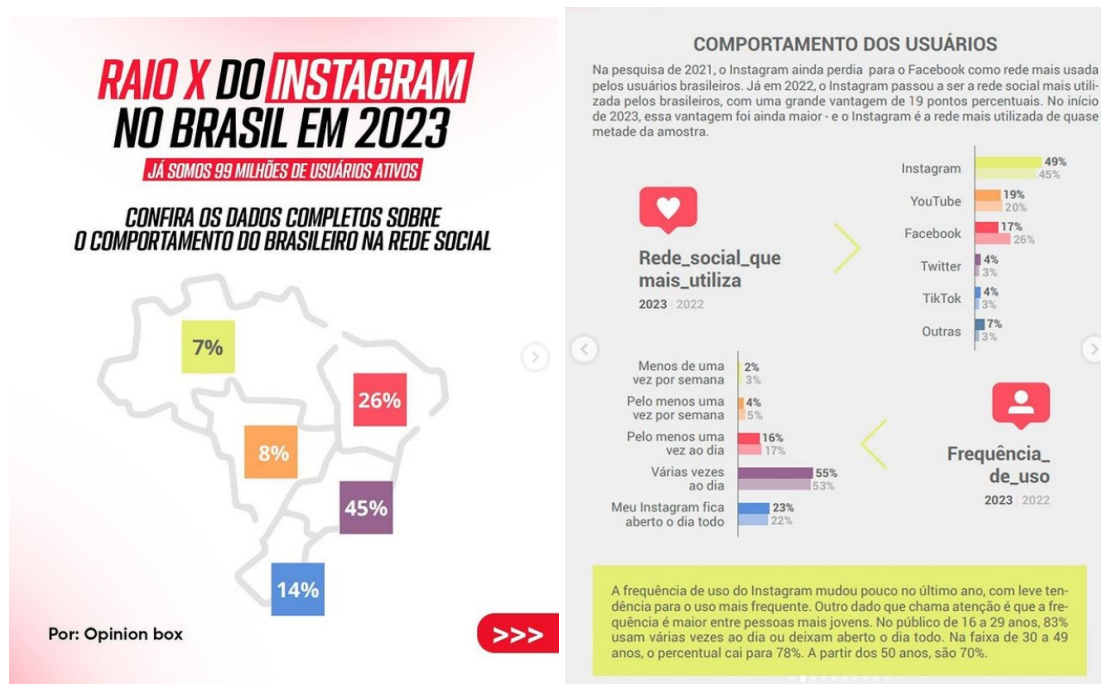 RAIO X DO INSTAGRAM
NO BRASIL EM 2023
JÁ SOMOS 99 MILHÕES DE USUÁRIOS ATIVOS
CONFIRA OS DADOS COMPLETOS SOBRE
O COMPORTAMENTO DO BRASILEIRO NA REDE SOCIAL
7%
26%
8%
45%
14%
Por: Opinion box
>>>
COMPORTAMENTO DOS USUÁRIOS
Na pesquisa de 2021, o Instagram ainda perdia para o Facebook como rede mais usada
pelos usuários brasileiros. Já em 2022, o Instagram passou a ser a rede social mais utili-
zada pelos brasileiros, com uma grande vantagem de 19 pontos percentuais. No início
de 2023, essa vantagem foi ainda maior - e o Instagram é a rede mais utilizada de quase
metade da amostra.
Rede_social_que
mais_utiliza
2023 | 2022
Instagram 49%
45%
YouTube 19%
20%
Facebook 17%
26%
Twitter 4%
3%
TikTok 4%
3%
Outras 7%
3%
Menos de uma 2%
vez por semana 3%
Pelo menos uma 4%
vez por semana 5%
Pelo menos uma 16%
vez ao dia 17%
Várias vezes 55%
ao dia 53%
Meu Instagram fica 23%
aberto o dia todo 22%
Frequência_
de_uso
2023 | 2022
A frequência de uso do Instagram mudou pouco no último ano, com leve ten-
dência para o uso mais frequente. Outro dado que chama atenção é que a fre-
quência é maior entre pessoas mais jovens. No público de 16 a 29 anos, 83%
usam várias vezes ao dia ou deixam aberto o dia todo. Na faixa de 30 a 49
anos, o percentual cai para 78%. A partir dos 50 anos, são 70%.